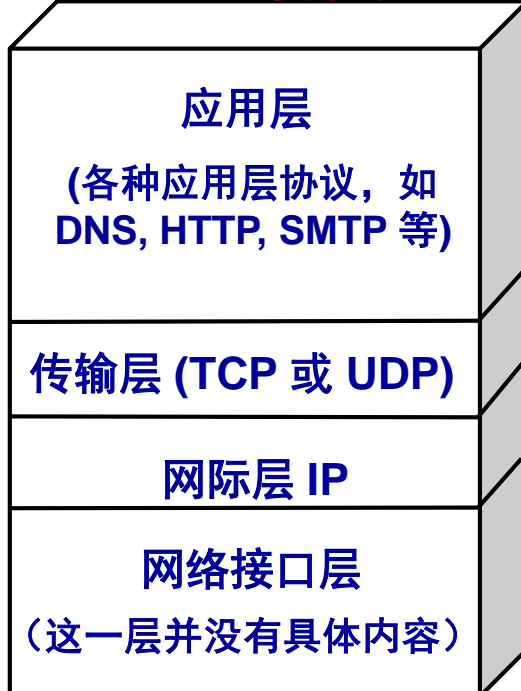 应用层
(各种应用层协议，如
DNS, HTTP, SMTP 等)
传输层 (TCP 或 UDP)
网际层 IP
网络接口层
（这一层并没有具体内容）